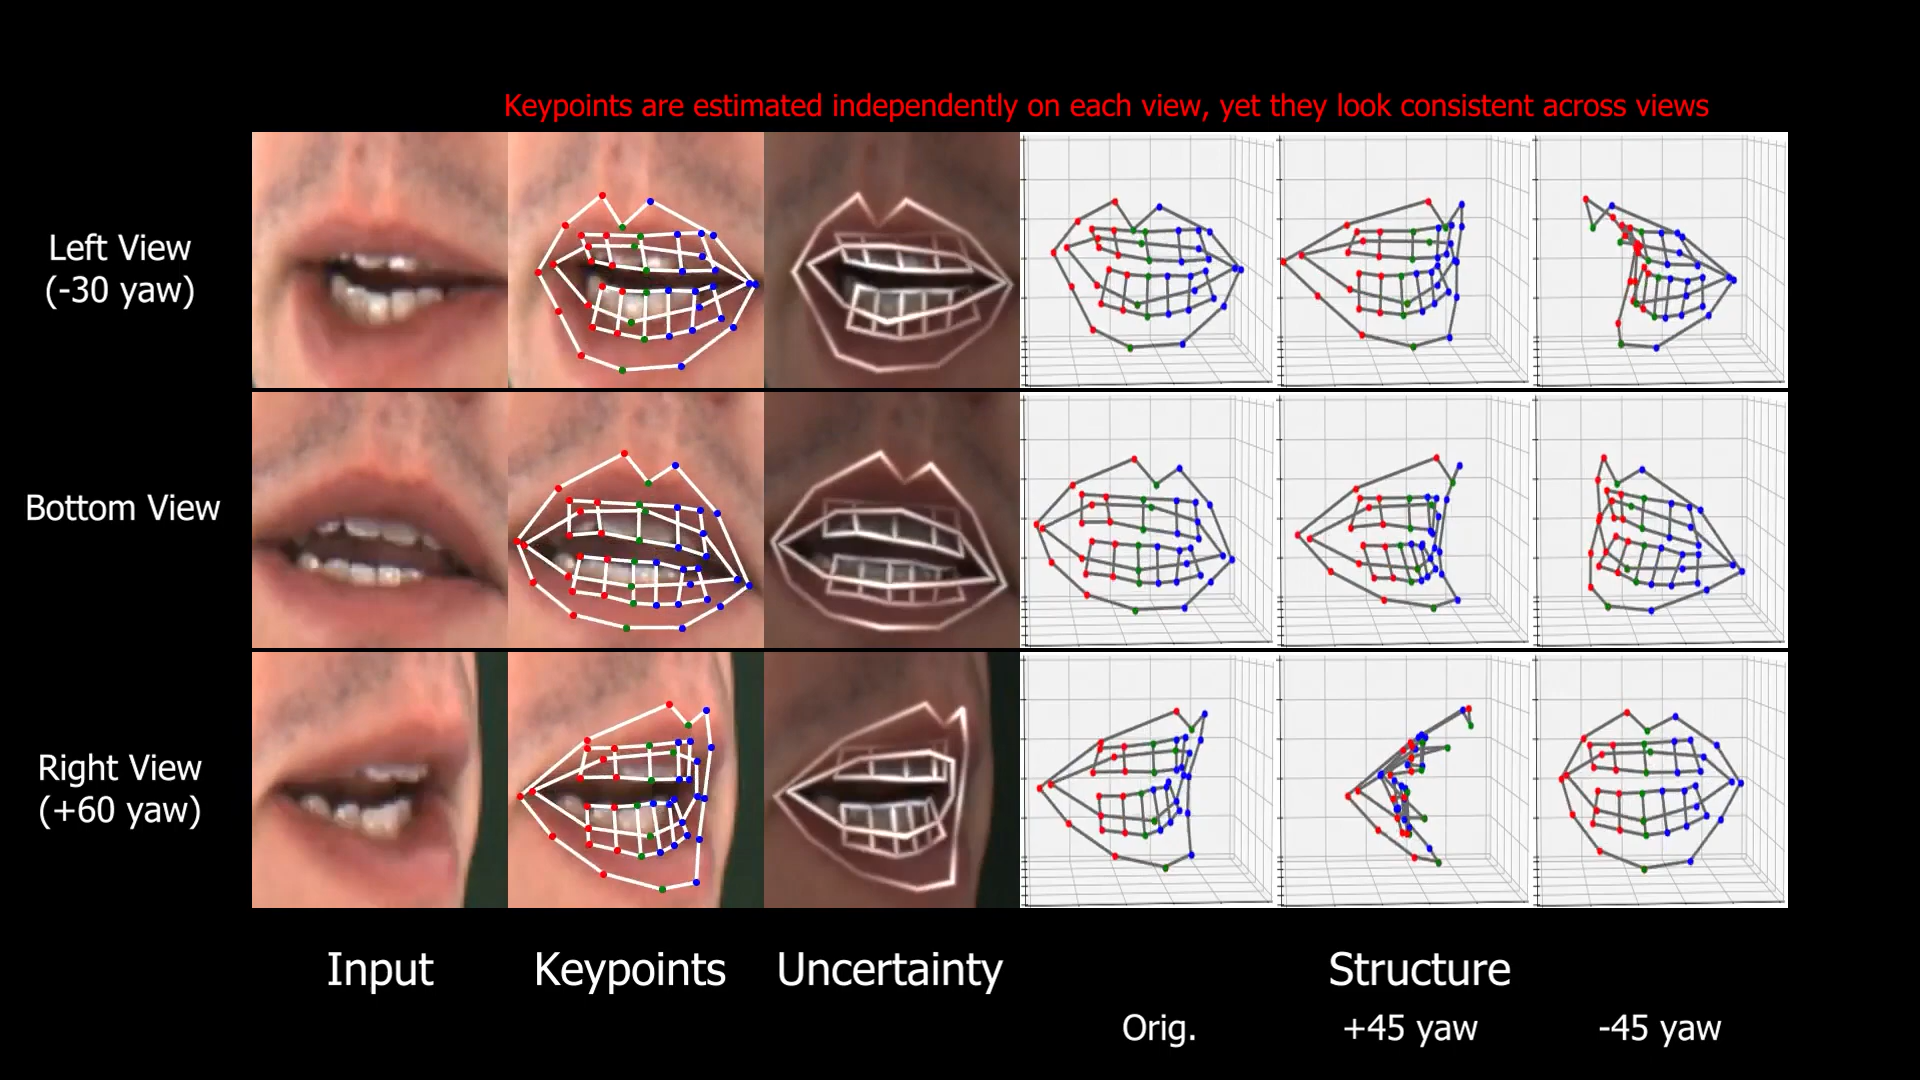 Keypoints are estimated independently on each view, yet they look consistent across views
Left View
(-30 yaw)
Bottom View
Right View
(+60 yaw)
Input
Keypoints
Uncertainty
Structure
Orig.
+45 yaw
-45 yaw